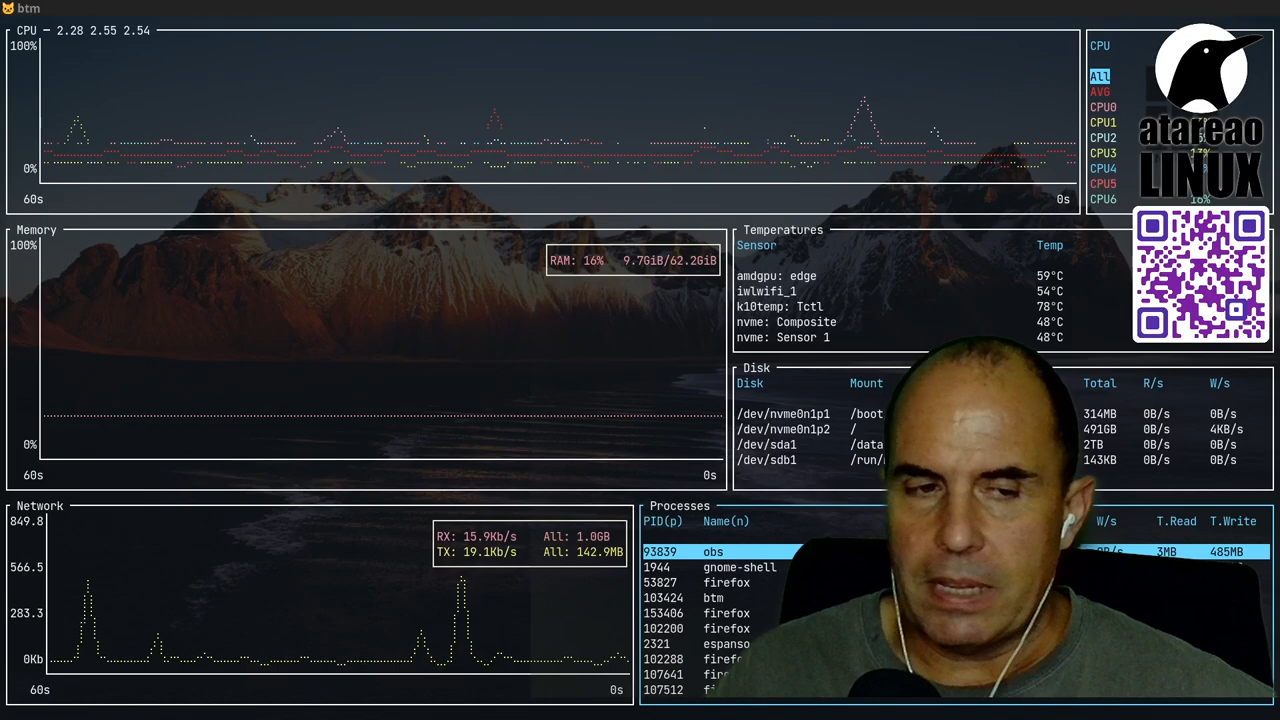 btm
CPU
2.28 2.55 2.54
100%
0%
60s
0s
CPU
All
AVG
CPU0
CPU1
CPU2
CPU3
CPU4
CPU5
CPU6
13%
16%
atareao
LINUX
Memory
100%
RAM: 16% 9.7GiB/62.2GiB
0%
60s
0s
Temperatures
Sensor Temp
amdgpu: edge 59°C
iwlwifi_1 54°C
k10temp: Tctl 78°C
nvme: Composite 48°C
nvme: Sensor 1 48°C
Disk
Disk Mount Total R/s W/s
/dev/nvme0n1p1 /boot 314MB 0B/s 0B/s
/dev/nvme0n1p2 / 491GB 0B/s 4KB/s
/dev/sda1 /data 2TB 0B/s 0B/s
/dev/sdb1 /run/ 143KB 0B/s 0B/s
Network
849.8
RX: 15.9Kb/s All: 1.0GB
TX: 19.1Kb/s All: 142.9MB
566.5
283.3
0Kb
60s
0s
Processes
PID(p) Name(n) W/s T.Read T.Write
93839 obs 0B/s 3MB 485MB
1944 gnome-shell
53827 firefox
103424 btm
153406 firefox
102200 firefox
2321 espanso
102288 firef
107641 fir
107512 f